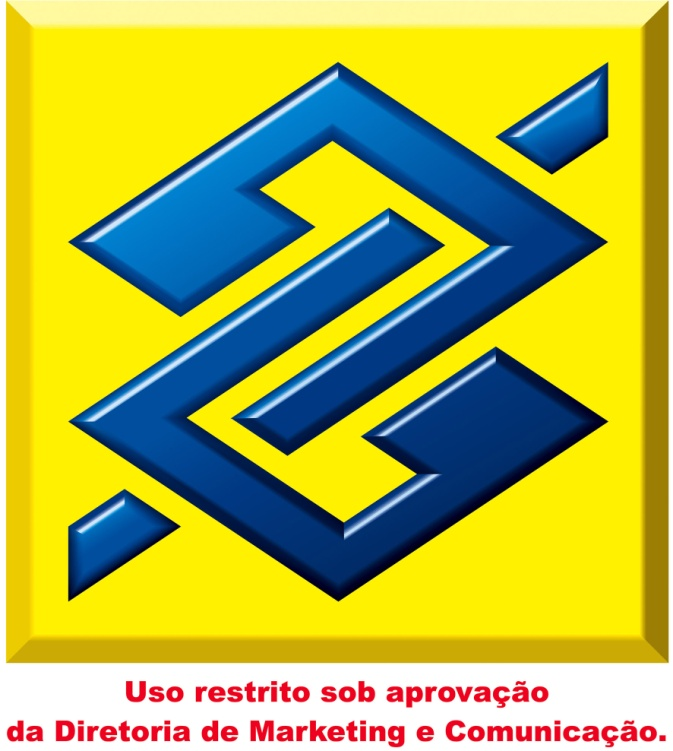 Uso restrito sob aprovação
da Diretoria de Marketing e Comunicação.